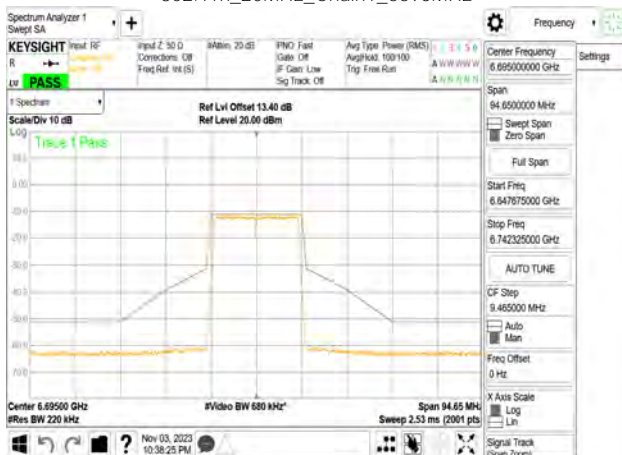 Spectrum Analyzer 1
Swept SA
Frequency
KEYSIGHT Input: RF
R
PASS
Input Z: 50 Ω
Corrections: Off
Freq Ref: Int (S)
#Atten: 20 dB
PNO: Fast
Gate: Off
IF Gain: Low
Sig Track: Off
Avg Type: Power (RMS)
Avg|Hold: 100/100
Trig: Free Run
Center Frequency
6.695000000 GHz
Settings
Span
94.6500000 MHz
Swept Span
Zero Span
Full Span
Start Freq
6.647675000 GHz
Stop Freq
6.742325000 GHz
AUTO TUNE
CF Step
9.465000 MHz
Auto
Man
Freq Offset
0 Hz
X Axis Scale
Log
Lin
Signal Track
(Span Zoom)
1 Spectrum
Scale/Div 10 dB
Log
Ref Lvl Offset 13.40 dB
Ref Level 20.00 dBm
Trace 1 Pass
Center 6.69500 GHz
#Res BW 220 kHz
#Video BW 680 kHz*
Span 94.65 MHz
Sweep 2.53 ms (2001 pts)
Nov 03, 2023
10:38:25 PM